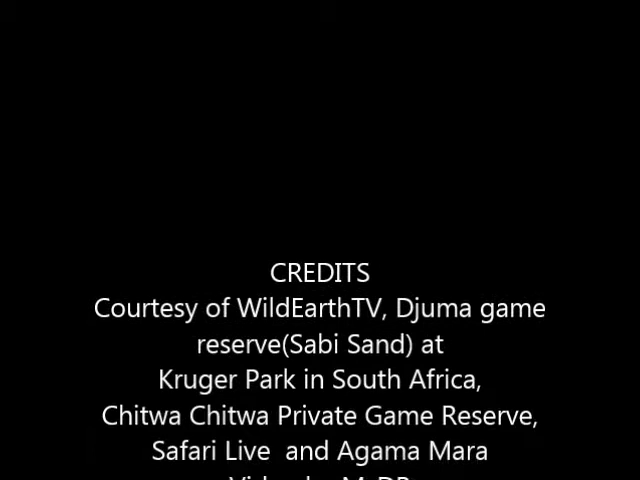 CREDITS
Courtesy of WildEarthTV, Djuma game
reserve(Sabi Sand) at
Kruger Park in South Africa,
Chitwa Chitwa Private Game Reserve,
Safari Live  and Agama Mara